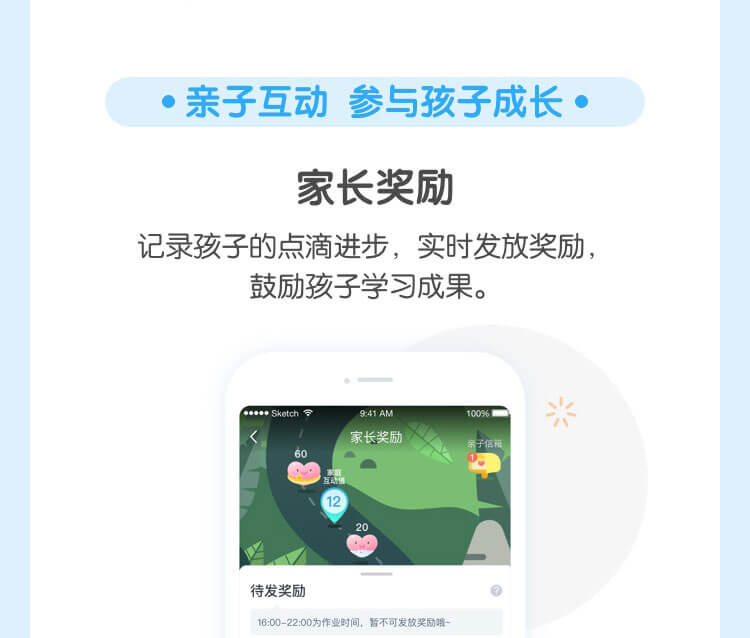 亲子互动 参与孩子成长
家长奖励
记录孩子的点滴进步，实时发放奖励，
鼓励孩子学习成果。
Sketch 9:41 AM 100%
家长奖励
亲子信箱
1
60
家庭
互动值
12
20
待发奖励
?
16:00-22:00为作业时间，暂不可发放奖励哦~